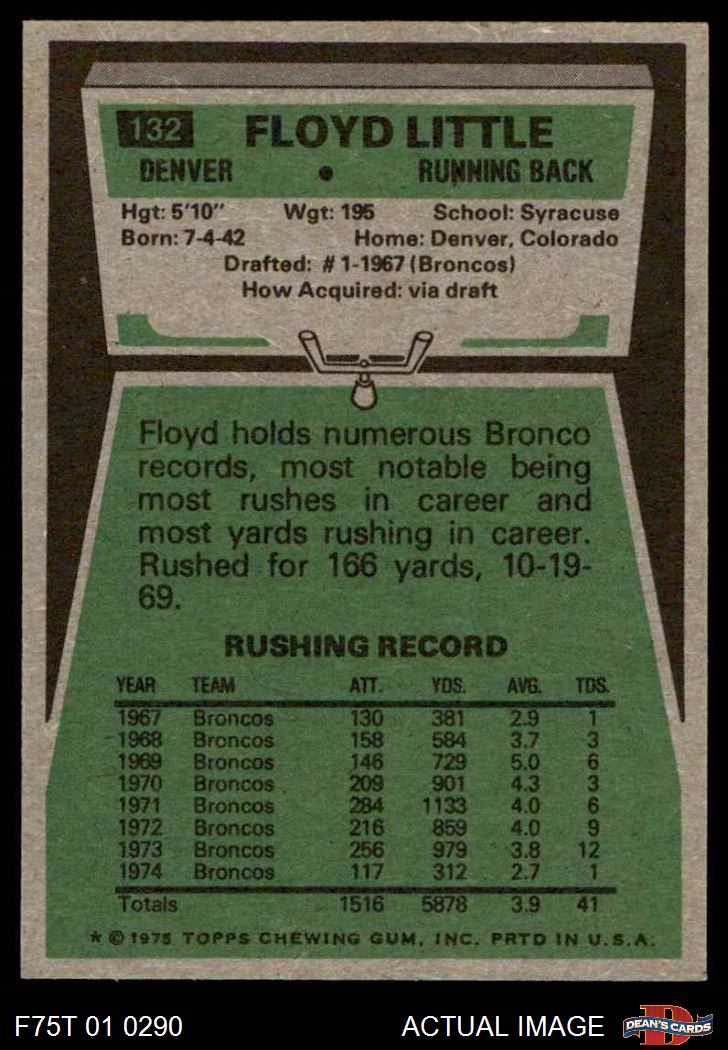 132 FLOYD LITTLE
DENVER • RUNNING BACK
Hgt: 5'10" Wgt: 195 School: Syracuse
Born: 7-4-42 Home: Denver, Colorado
Drafted: # 1-1967 (Broncos)
How Acquired: via draft
Floyd holds numerous Bronco
records, most notable being
most rushes in career and
most yards rushing in career.
Rushed for 166 yards, 10-19-
69.
RUSHING RECORD
YEAR TEAM ATT. YDS. AVG. TDS.
1967 Broncos 130 381 2.9 1
1968 Broncos 158 584 3.7 3
1969 Broncos 146 729 5.0 6
1970 Broncos 209 901 4.3 3
1971 Broncos 284 1133 4.0 6
1972 Broncos 216 859 4.0 9
1973 Broncos 256 979 3.8 12
1974 Broncos 117 312 2.7 1
Totals 1516 5878 3.9 41
* © 1975 TOPPS CHEWING GUM, INC. PRTD IN U.S.A.
F75T 01 0290 ACTUAL IMAGE D DEAN'S CARDS